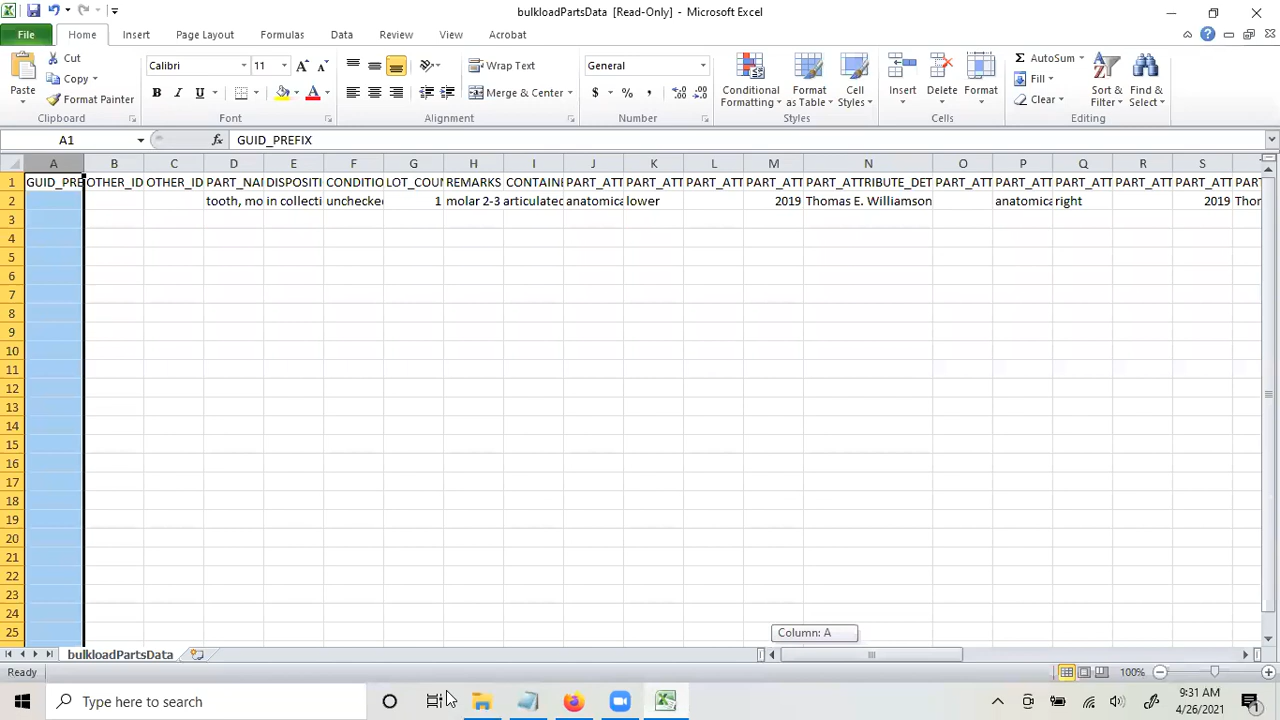 bulkloadPartsData [Read-Only] - Microsoft Excel
File Home Insert Page Layout Formulas Data Review View Acrobat
Paste Cut Copy Format Painter Clipboard
Calibri 11 Font
Wrap Text Merge & Center Alignment
General $ % , Number
Conditional Formatting Format as Table Cell Styles Styles
Insert Delete Format Cells
AutoSum Fill Clear Sort & Filter Find & Select Editing
A1 fx GUID_PREFIX
A B C D E F G H I J K L M N O P Q R S
1 GUID_PRE OTHER_ID OTHER_ID PART_NAM DISPOSITI CONDITIO LOT_COUN REMARKS CONTAINE PART_ATT PART_ATT PART_ATT PART_ATT PART_ATTRIBUTE_DET PART_ATT PART_ATT PART_ATT PART_ATT PART_ATT PART
2 tooth, mo in collecti unchecked 1 molar 2-3 articulated anatomica lower 2019 Thomas E. Williamson anatomica right 2019 Thor
3
4
5
6
7
8
9
10
11
12
13
14
15
16
17
18
19
20
21
22
23
24
25
Column: A
bulkloadPartsData
Ready 100%
Type here to search
9:31 AM
4/26/2021
1